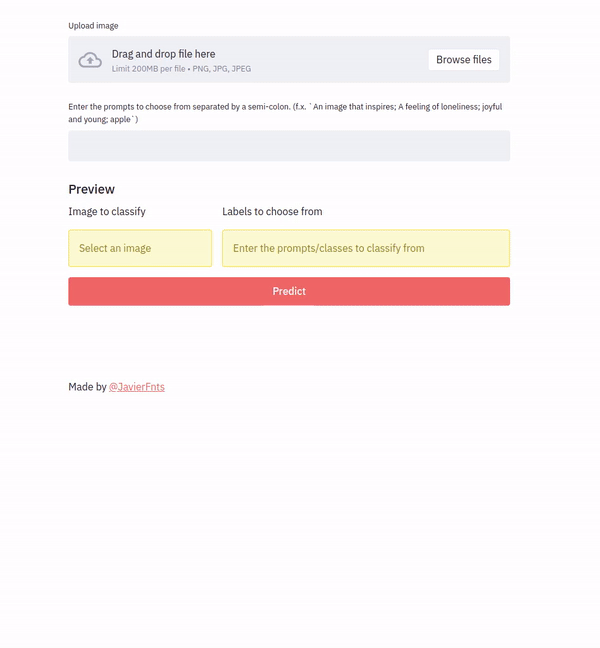 Upload image
Drag and drop file here
Limit 200MB per file • PNG, JPG, JPEG
Browse files
Enter the prompts to choose from separated by a semi-colon. (f.x. `An image that inspires; A feeling of loneliness; joyful
and young; apple`)
Preview
Image to classify
Labels to choose from
Select an image
Enter the prompts/classes to classify from
Predict
Made by @JavierFnts